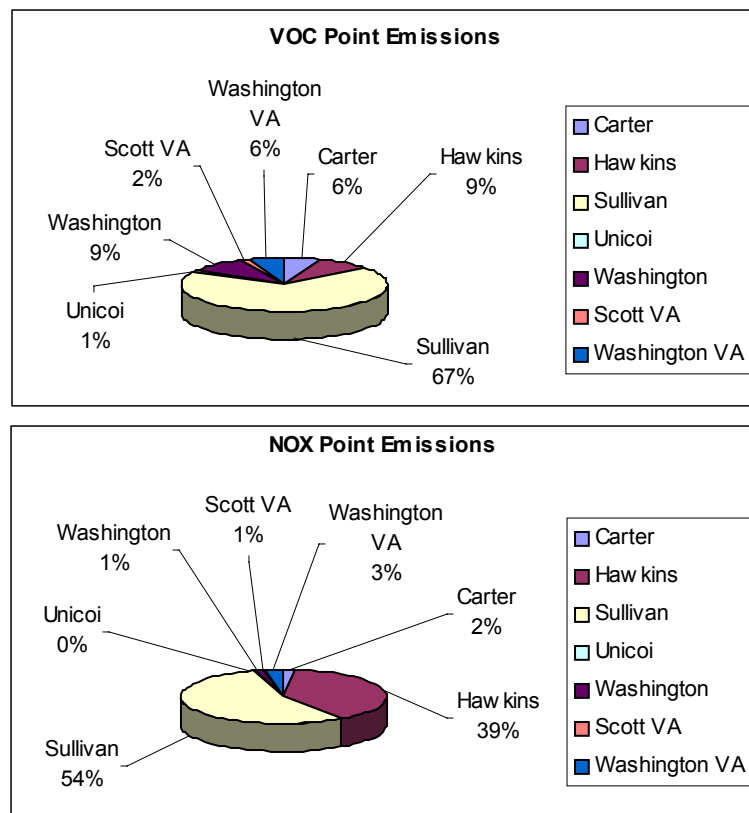 VOC Point Emissions
Washington
VA
6%
Scott VA
2%
Carter
6%
Haw kins
9%
Washington
9%
Unicoi
1%
Sullivan
67%
Carter
Haw kins
Sullivan
Unicoi
Washington
Scott VA
Washington VA
NOX Point Emissions
Scott VA
1%
Washington
VA
3%
Washington
1%
Carter
2%
Unicoi
0%
Haw kins
39%
Sullivan
54%
Carter
Haw kins
Sullivan
Unicoi
Washington
Scott VA
Washington VA